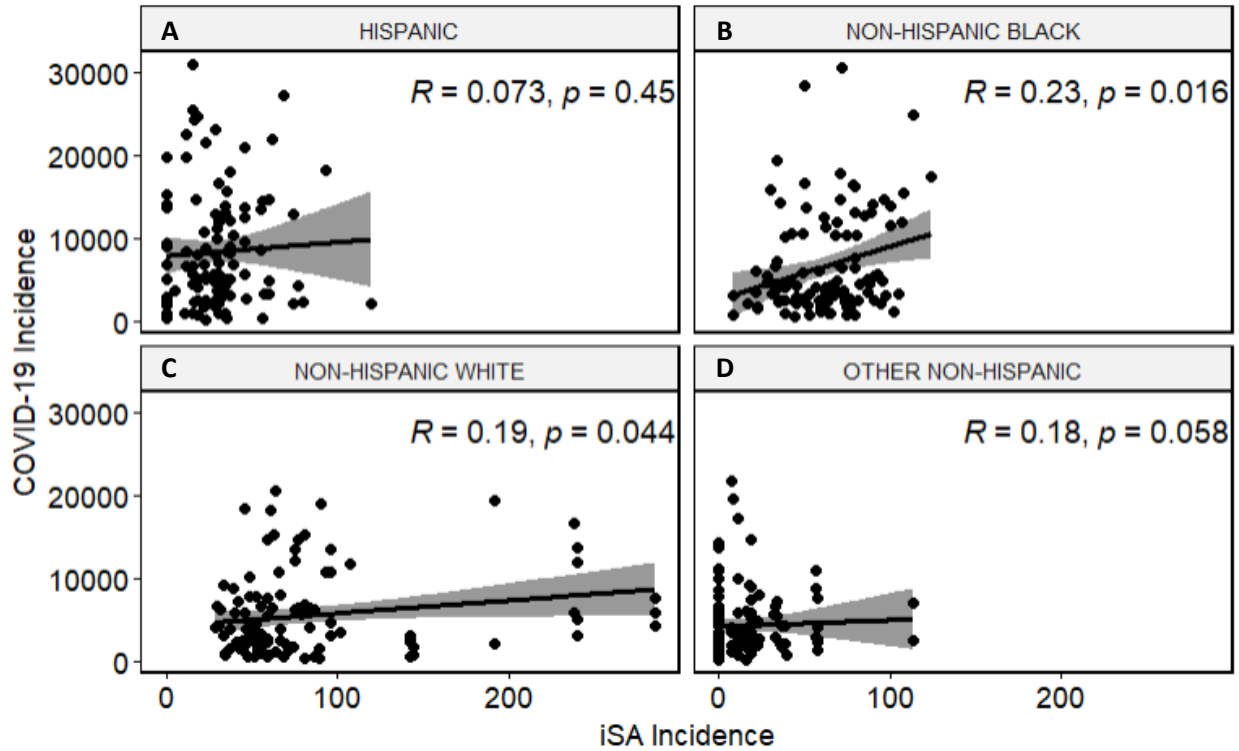 A HISPANIC
B NON-HISPANIC BLACK
R = 0.073, p = 0.45
R = 0.23, p = 0.016
30000
20000
10000
0
C NON-HISPANIC WHITE
D OTHER NON-HISPANIC
R = 0.19, p = 0.044
R = 0.18, p = 0.058
30000
20000
10000
0
COVID-19 Incidence
0 100 200
0 100 200
iSA Incidence